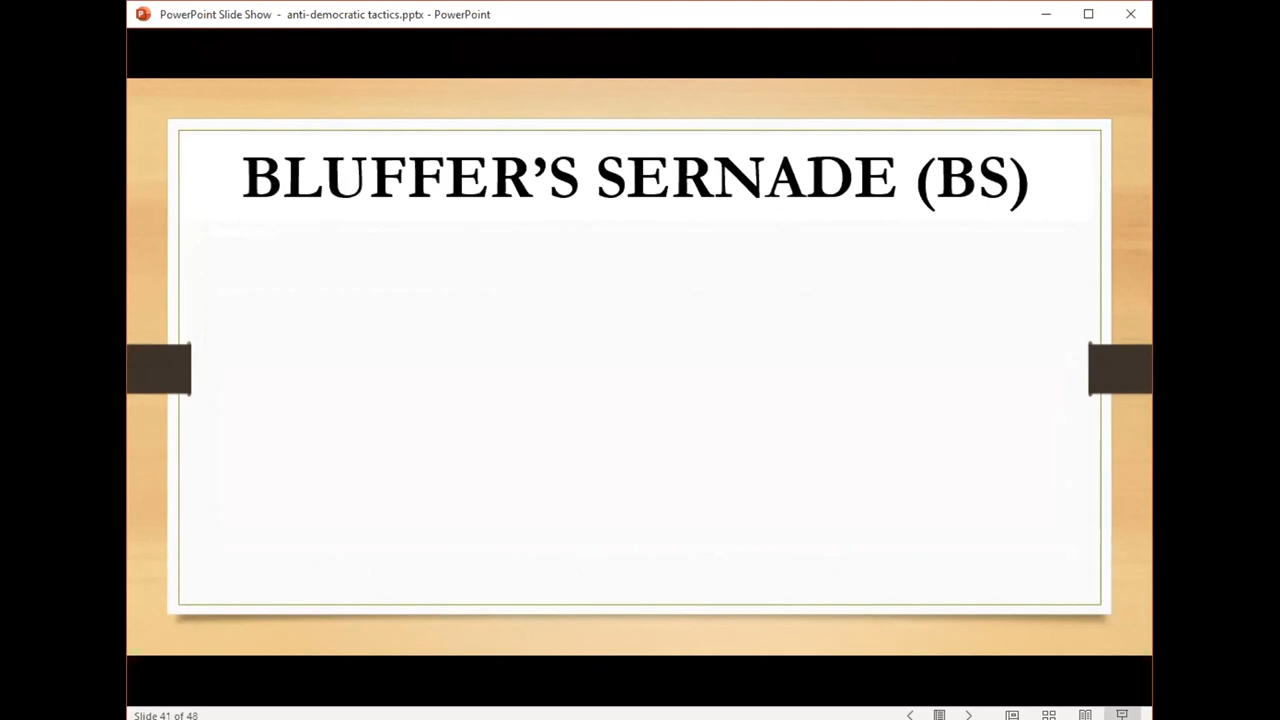 PowerPoint Slide Show - anti-democratic tactics.pptx - PowerPoint
BLUFFER’S SERNADE (BS)
Slide 41 of 48